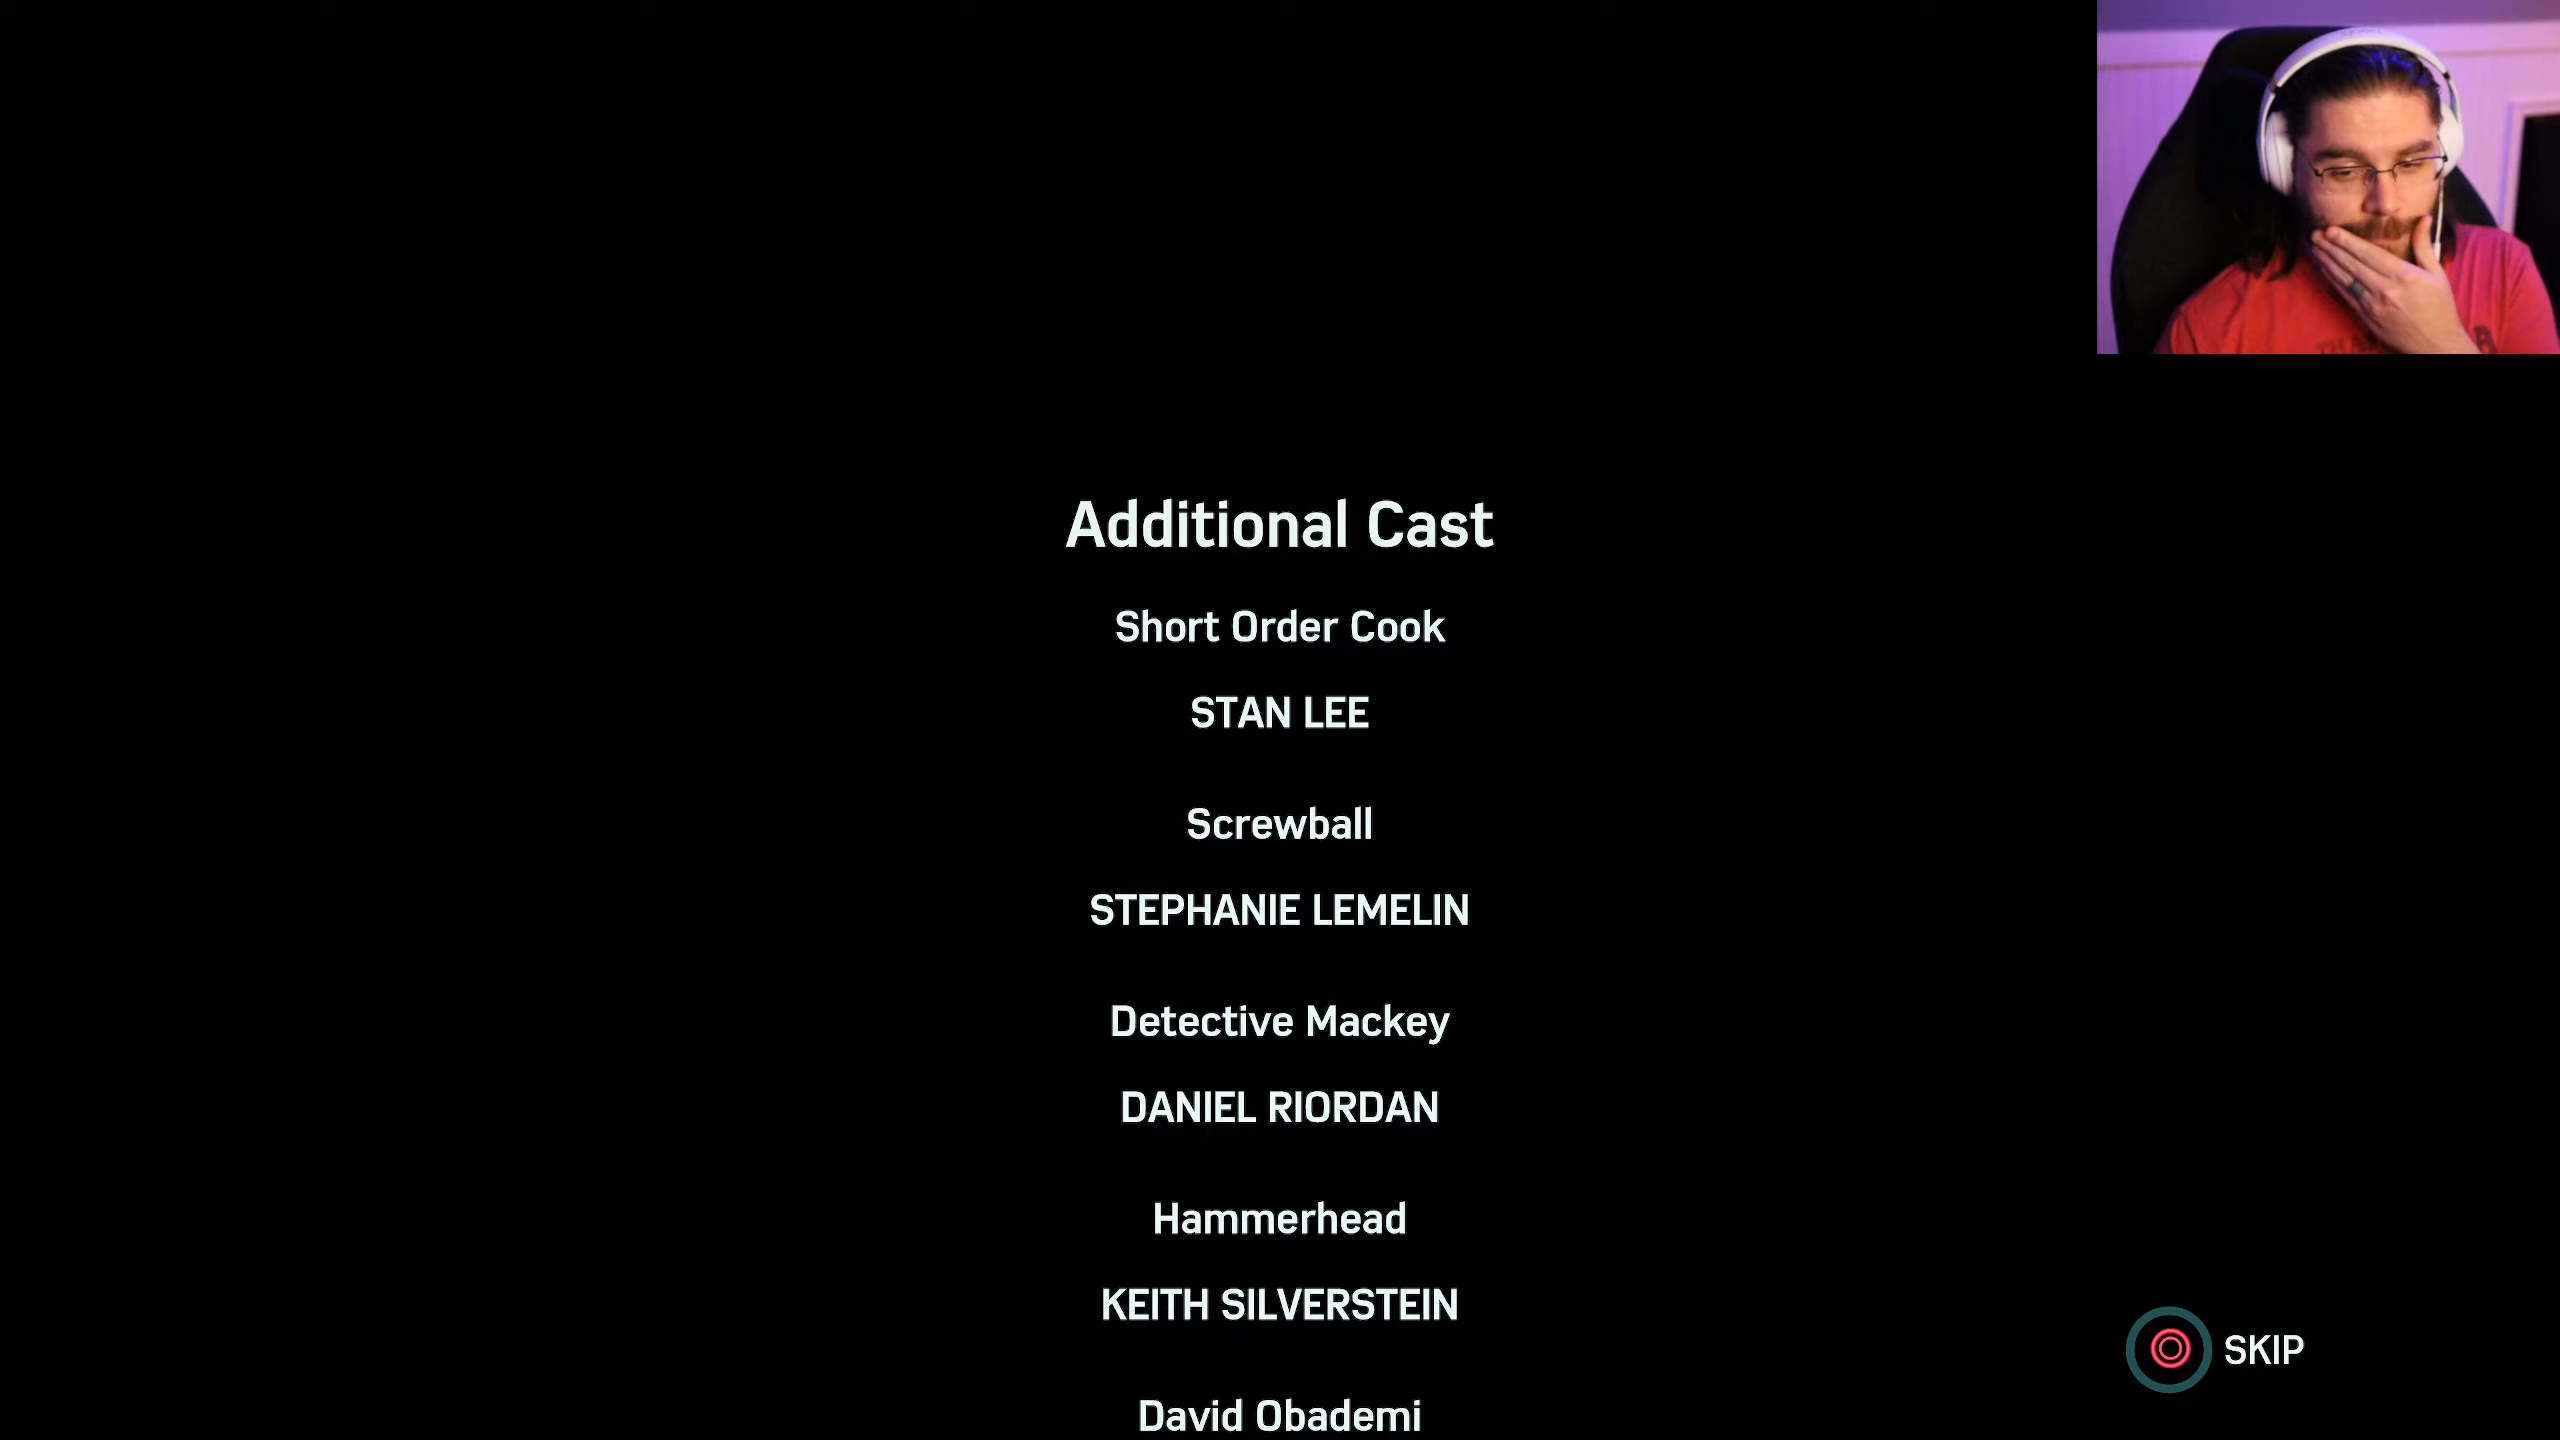 Additional Cast
Short Order Cook
STAN LEE
Screwball
STEPHANIE LEMELIN
Detective Mackey
DANIEL RIORDAN
Hammerhead
KEITH SILVERSTEIN
SKIP
David Obademi